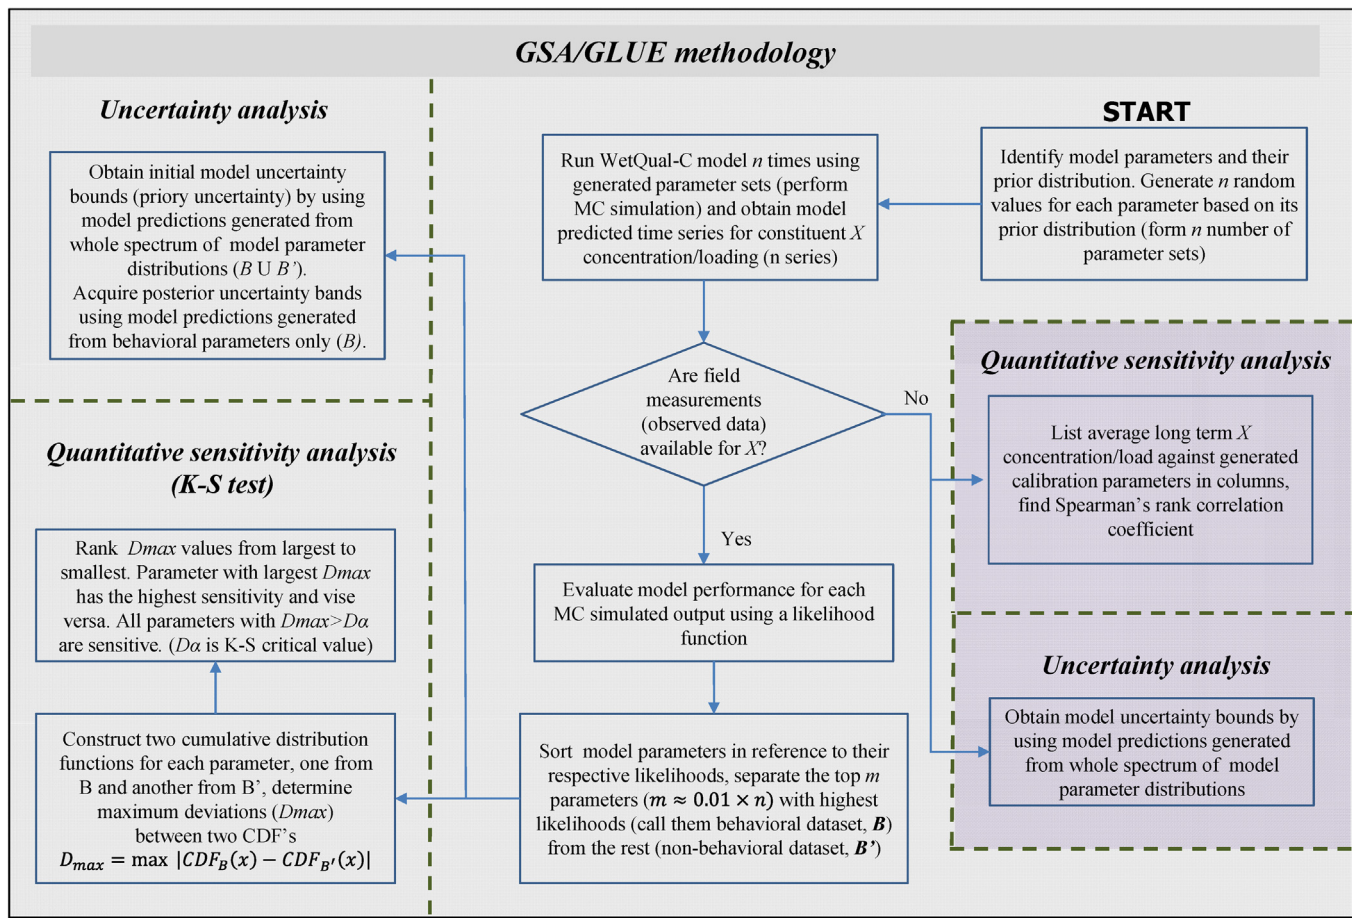 GSA/GLUE methodology
START
Identify model parameters and their
prior distribution. Generate n random
values for each parameter based on its
prior distribution (form n number of
parameter sets)
Run WetQual-C model n times using
generated parameter sets (perform
MC simulation) and obtain model
predicted time series for constituent X
concentration/loading (n series)
Are field
measurements
(observed data)
available for X?
No
Yes
Quantitative sensitivity analysis
List average long term X
concentration/load against generated
calibration parameters in columns,
find Spearman's rank correlation
coefficient
Uncertainty analysis
Obtain model uncertainty bounds by
using model predictions generated
from whole spectrum of model
parameter distributions
Evaluate model performance for each
MC simulated output using a likelihood
function
Sort model parameters in reference to their
respective likelihoods, separate the top m
parameters (m ≈ 0.01 × n) with highest
likelihoods (call them behavioral dataset, B)
from the rest (non-behavioral dataset, B’)
Uncertainty analysis
Obtain initial model uncertainty
bounds (priory uncertainty) by using
model predictions generated from
whole spectrum of model parameter
distributions (B U B’).
Acquire posterior uncertainty bands
using model predictions generated
from behavioral parameters only (B).
Quantitative sensitivity analysis
(K-S test)
Rank Dmax values from largest to
smallest. Parameter with largest Dmax
has the highest sensitivity and vise
versa. All parameters with Dmax>Dα
are sensitive. (Dα is K-S critical value)
Construct two cumulative distribution
functions for each parameter, one from
B and another from B’, determine
maximum deviations (Dmax)
between two CDF’s
D_max = max |CDF_B(x) − CDF_B′(x)|